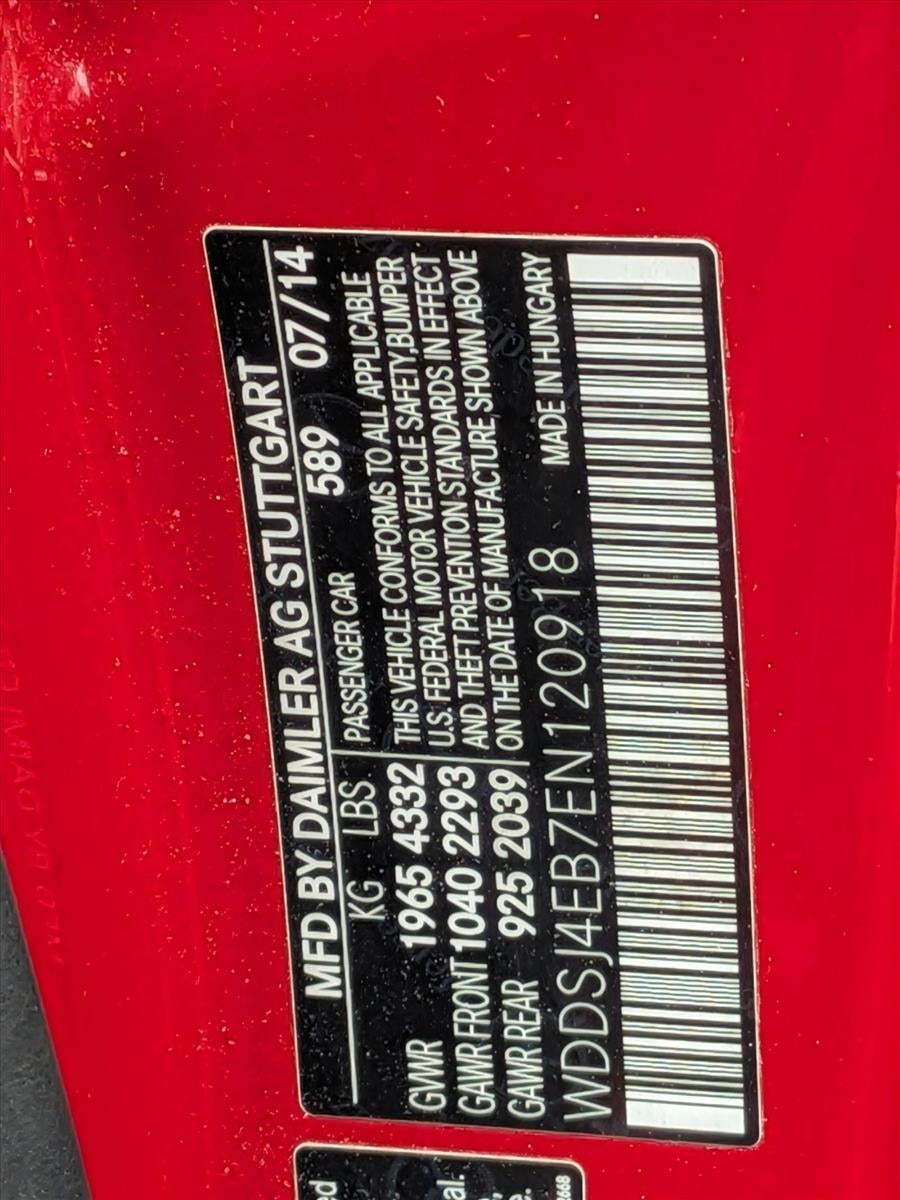 MFD BY DAIMLER AG STUTTGART
589 07/14
KG LBS
PASSENGER CAR
GVWR 1965 4332
GAWR FRONT 1040 2293
GAWR REAR 925 2039
THIS VEHICLE CONFORMS TO ALL APPLICABLE
U.S. FEDERAL MOTOR VEHICLE SAFETY,BUMPER
AND THEFT PREVENTION STANDARDS IN EFFECT
ON THE DATE OF MANUFACTURE SHOWN ABOVE
WDDSJ4EB7EN120918
MADE IN HUNGARY